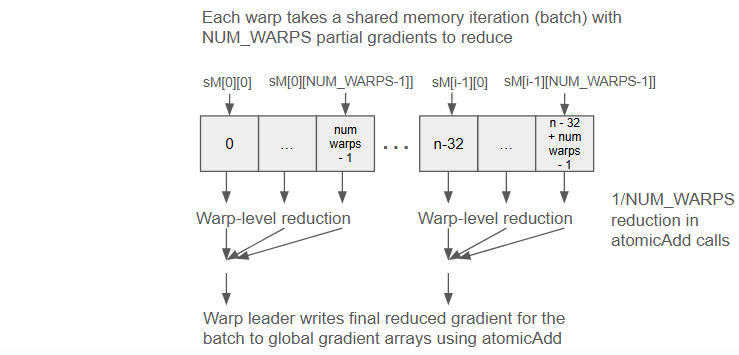 Each warp takes a shared memory iteration (batch) with
NUM_WARPS partial gradients to reduce
sM[0][0] sM[0][NUM_WARPS-1]] sM[i-1][0] sM[i-1][NUM_WARPS-1]]
0
...
num
warps
- 1
...
n-32
...
n - 32
+ num
warps
- 1
Warp-level reduction
Warp-level reduction
1/NUM_WARPS
reduction in
atomicAdd calls
Warp leader writes final reduced gradient for the
batch to global gradient arrays using atomicAdd